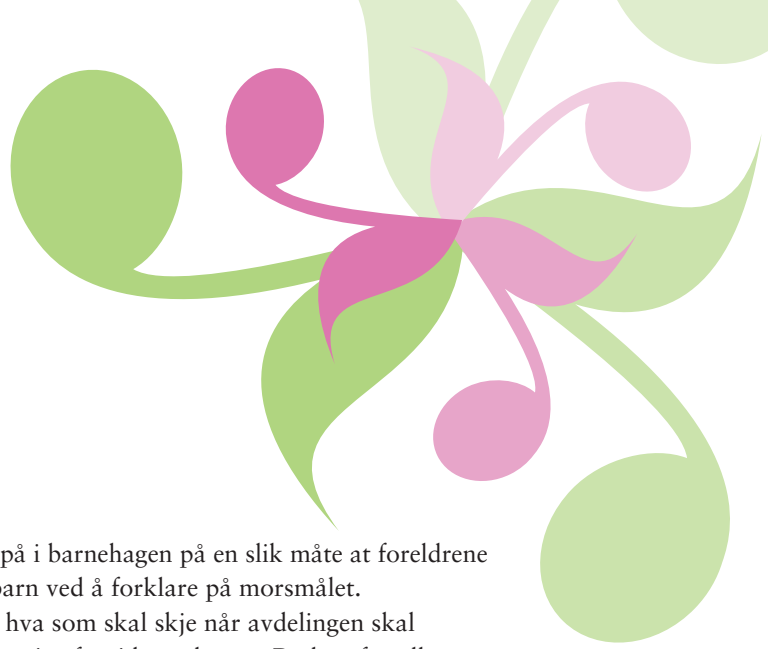 på i barnehagen på en slik måte at foreldrene
barn ved å forklare på morsmålet.
hva som skal skje når avdelingen skal